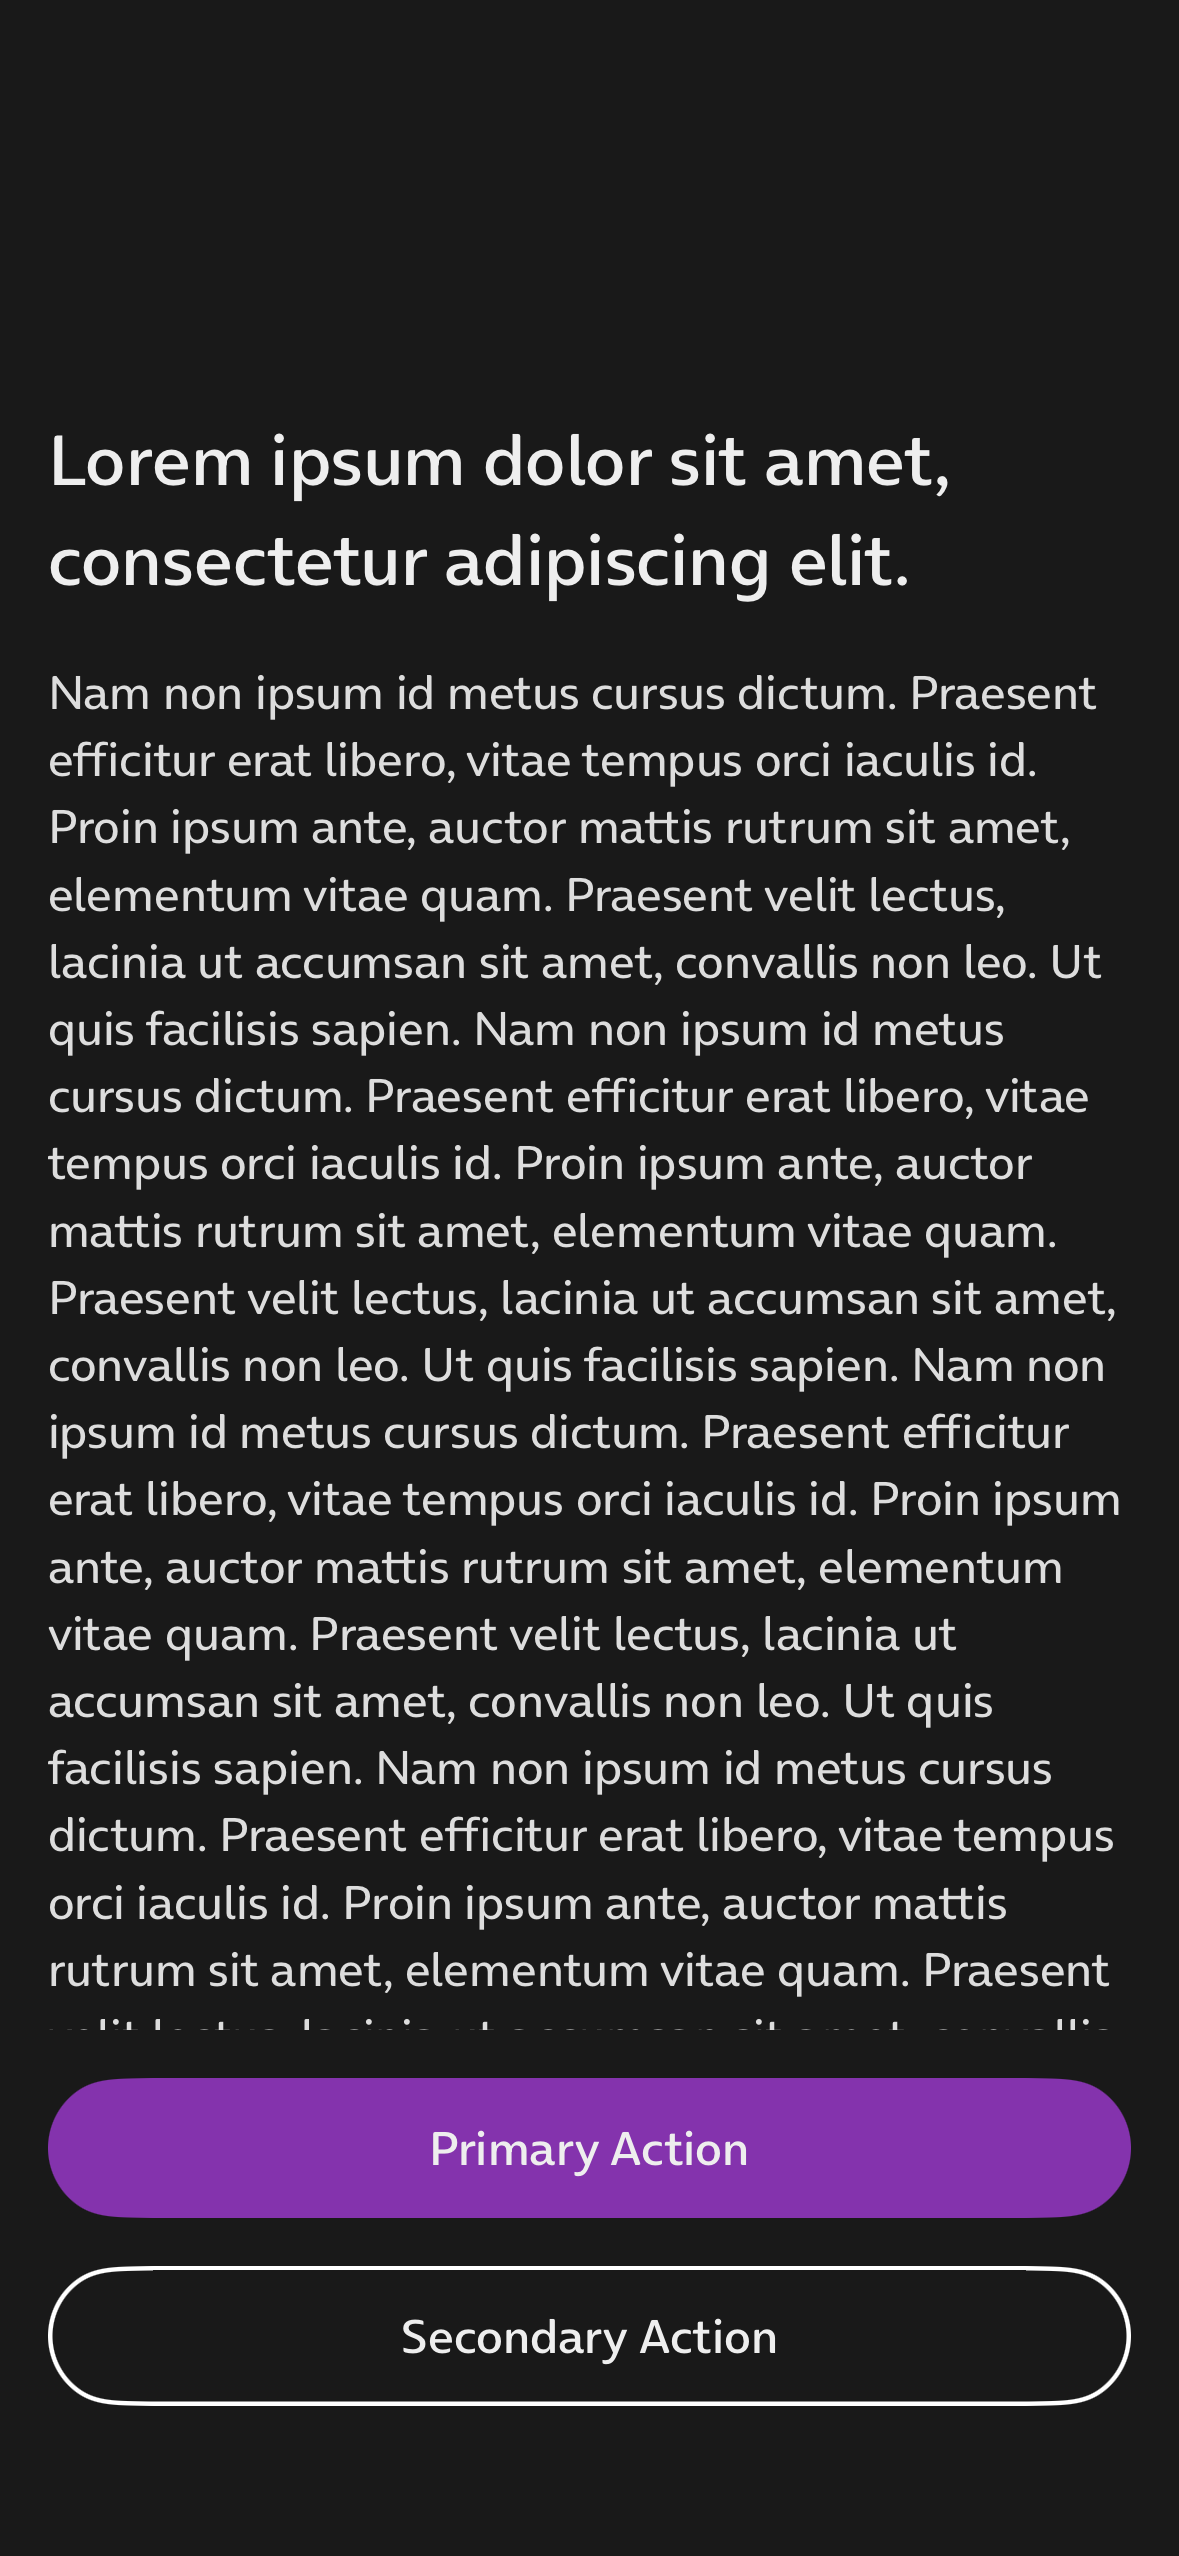 Lorem ipsum dolor sit amet,
consectetur adipiscing elit.
Nam non ipsum id metus cursus dictum. Praesent
efficitur erat libero, vitae tempus orci iaculis id.
Proin ipsum ante, auctor mattis rutrum sit amet,
elementum vitae quam. Praesent velit lectus,
lacinia ut accumsan sit amet, convallis non leo. Ut
quis facilisis sapien. Nam non ipsum id metus
cursus dictum. Praesent efficitur erat libero, vitae
tempus orci iaculis id. Proin ipsum ante, auctor
mattis rutrum sit amet, elementum vitae quam.
Praesent velit lectus, lacinia ut accumsan sit amet,
convallis non leo. Ut quis facilisis sapien. Nam non
ipsum id metus cursus dictum. Praesent efficitur
erat libero, vitae tempus orci iaculis id. Proin ipsum
ante, auctor mattis rutrum sit amet, elementum
vitae quam. Praesent velit lectus, lacinia ut
accumsan sit amet, convallis non leo. Ut quis
facilisis sapien. Nam non ipsum id metus cursus
dictum. Praesent efficitur erat libero, vitae tempus
orci iaculis id. Proin ipsum ante, auctor mattis
rutrum sit amet, elementum vitae quam. Praesent
velit lectus, lacinia ut accumsan sit amet, convallis
Primary Action
Secondary Action